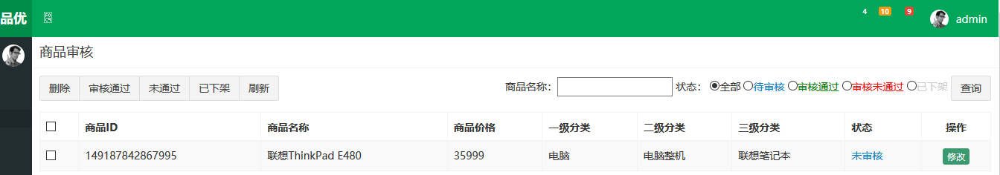 品优 4 10 9 admin
商品审核
删除 审核通过 未通过 已下架 刷新 商品名称: 状态: 全部 待审核 审核通过 审核未通过 已下架 查询
商品ID 商品名称 商品价格 一级分类 二级分类 三级分类 状态 操作
149187842867995 联想ThinkPad E480 35999 电脑 电脑整机 联想笔记本 未审核 修改